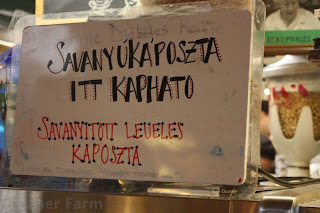 SAVANYÚKÁPOSZTA
ITT KAPHATÓ
SAVANYÍTOTT LEVELES
KÁPOSZTA